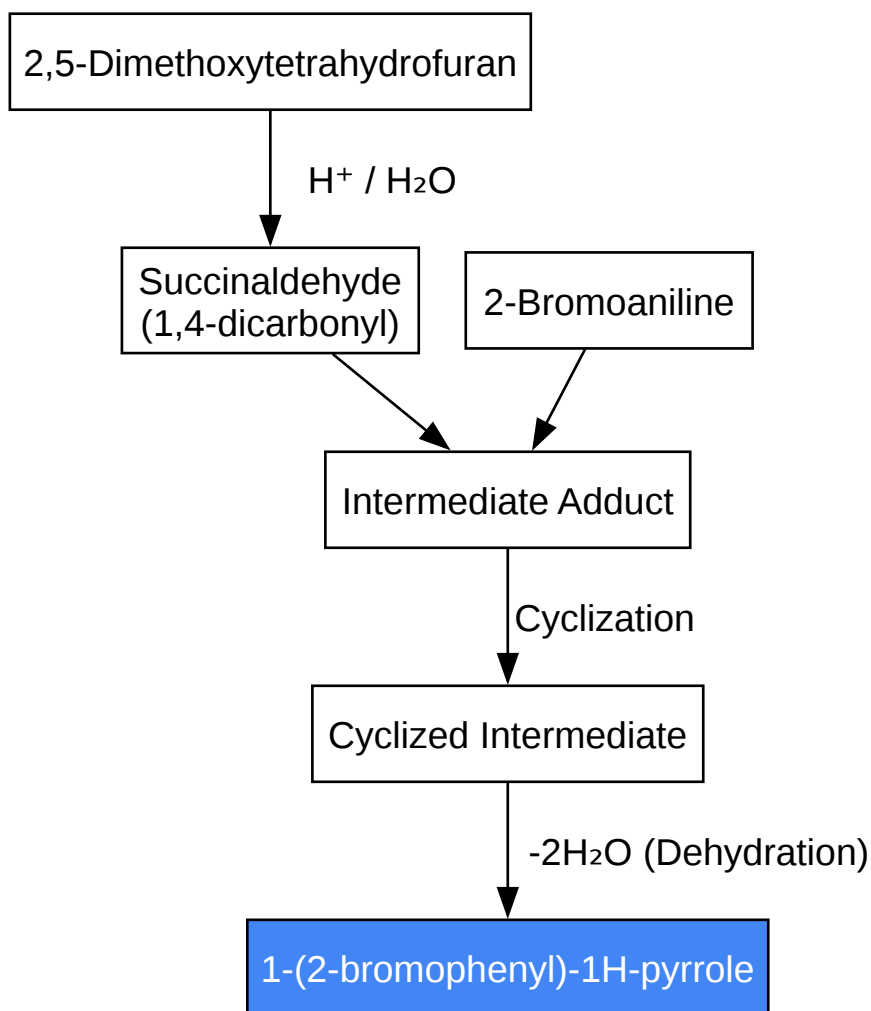 2,5-Dimethoxytetrahydrofuran
H⁺ / H₂O
Succinaldehyde
(1,4-dicarbonyl)
2-Bromoaniline
Intermediate Adduct
Cyclization
Cyclized Intermediate
-2H₂O (Dehydration)
1-(2-bromophenyl)-1H-pyrrole